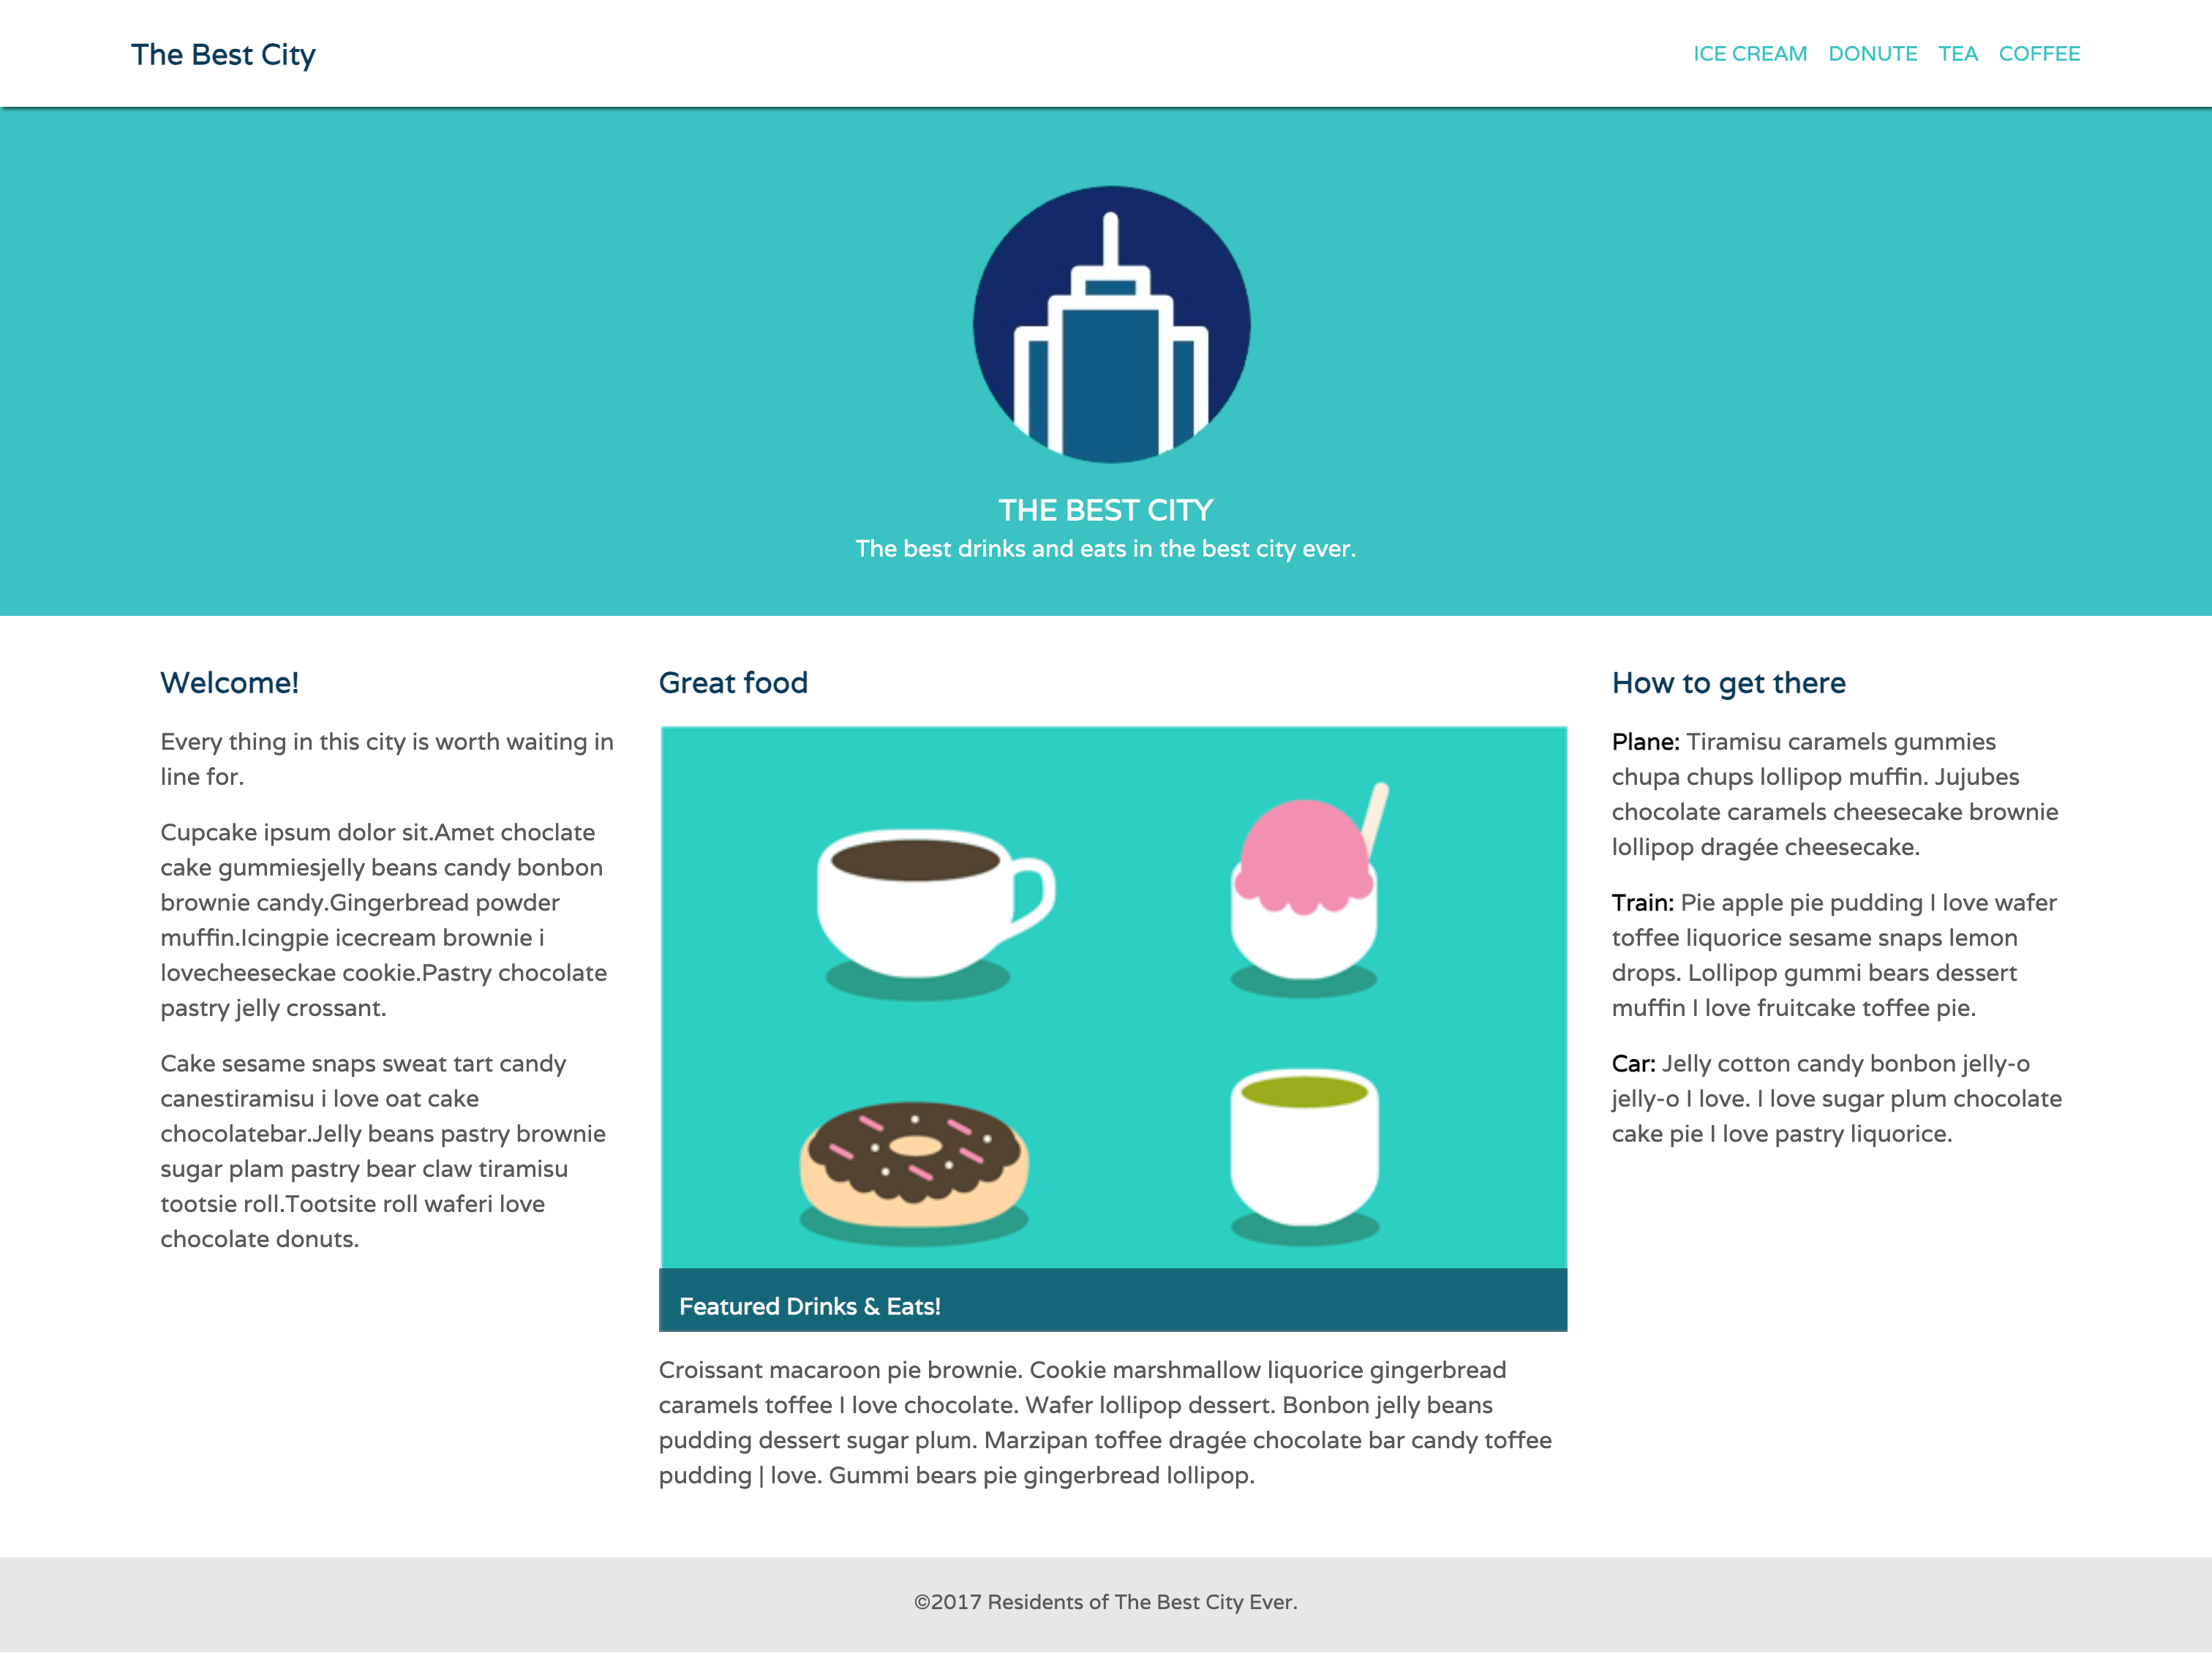 The Best City
ICE CREAM DONUTE TEA COFFEE
THE BEST CITY
The best drinks and eats in the best city ever.
Welcome!
Every thing in this city is worth waiting in
line for.
Cupcake ipsum dolor sit.Amet choclate
cake gummiesjelly beans candy bonbon
brownie candy.Gingerbread powder
muffin.Icingpie icecream brownie i
lovecheeseckae cookie.Pastry chocolate
pastry jelly crossant.
Cake sesame snaps sweat tart candy
canestiramisu i love oat cake
chocolatebar.Jelly beans pastry brownie
sugar plam pastry bear claw tiramisu
tootsie roll.Tootsite roll waferi love
chocolate donuts.
Great food
Featured Drinks & Eats!
Croissant macaroon pie brownie. Cookie marshmallow liquorice gingerbread
caramels toffee I love chocolate. Wafer lollipop dessert. Bonbon jelly beans
pudding dessert sugar plum. Marzipan toffee dragée chocolate bar candy toffee
pudding | love. Gummi bears pie gingerbread lollipop.
How to get there
Plane: Tiramisu caramels gummies
chupa chups lollipop muffin. Jujubes
chocolate caramels cheesecake brownie
lollipop dragée cheesecake.
Train: Pie apple pie pudding I love wafer
toffee liquorice sesame snaps lemon
drops. Lollipop gummi bears dessert
muffin I love fruitcake toffee pie.
Car: Jelly cotton candy bonbon jelly-o
jelly-o I love. I love sugar plum chocolate
cake pie I love pastry liquorice.
©2017 Residents of The Best City Ever.